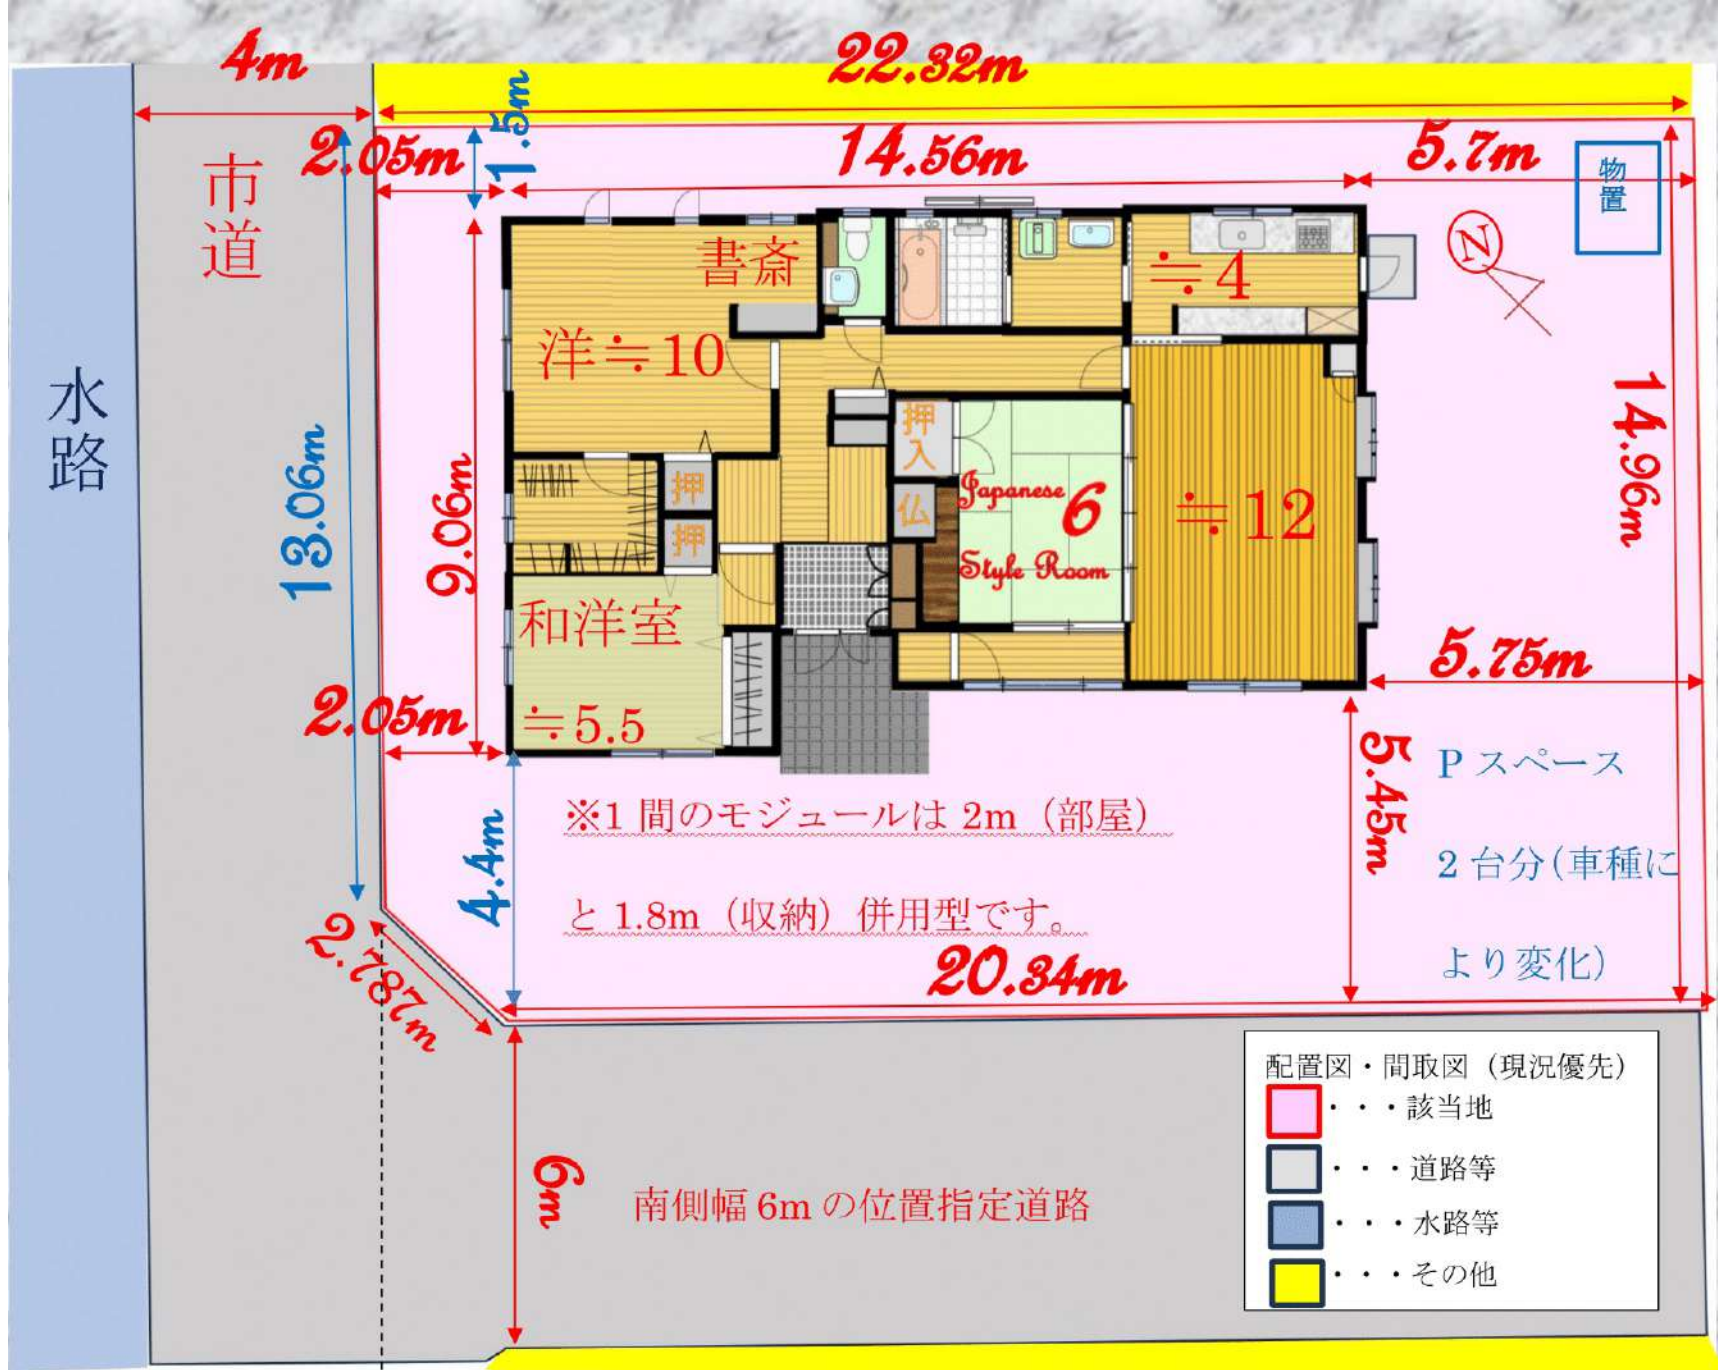 4m
22.32m
2.05m
1.5m
14.56m
5.7m
物置
市道
N
書斎
≒4
洋≒10
水路
押入
14.96m
13.06m
9.06m
押
仏
Japanese 6
Style Room
≒12
押
和洋室
≒5.5
5.75m
2.05m
5.45m
Pスペース
2台分(車種に
より変化)
4.4m
※1間のモジュールは2m(部屋)
と1.8m(収納)併用型です。
20.34m
2.787m
6m
南側幅6mの位置指定道路
配置図・間取図(現況優先)
・・・該当地
・・・道路等
・・・水路等
・・・その他